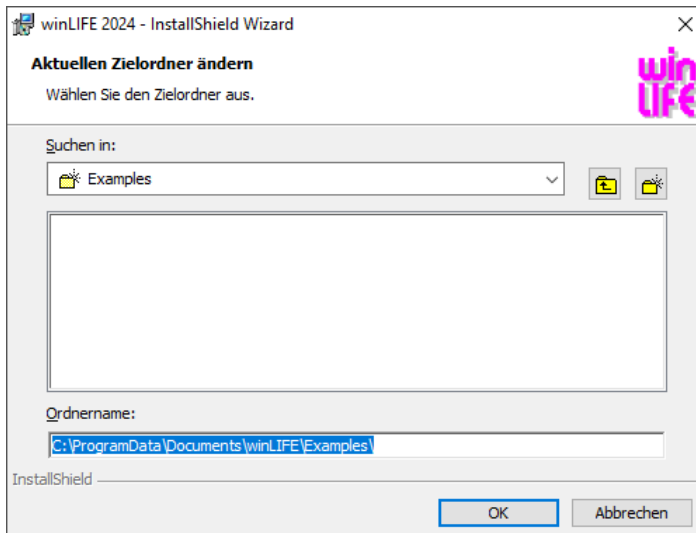 winLIFE 2024 - InstallShield Wizard
Aktuellen Zielordner ändern
Wählen Sie den Zielordner aus.
win
LIFE
Suchen in:
Examples
Ordnername:
C:\ProgramData\Documents\winLIFE\Examples\
InstallShield
OK
Abbrechen